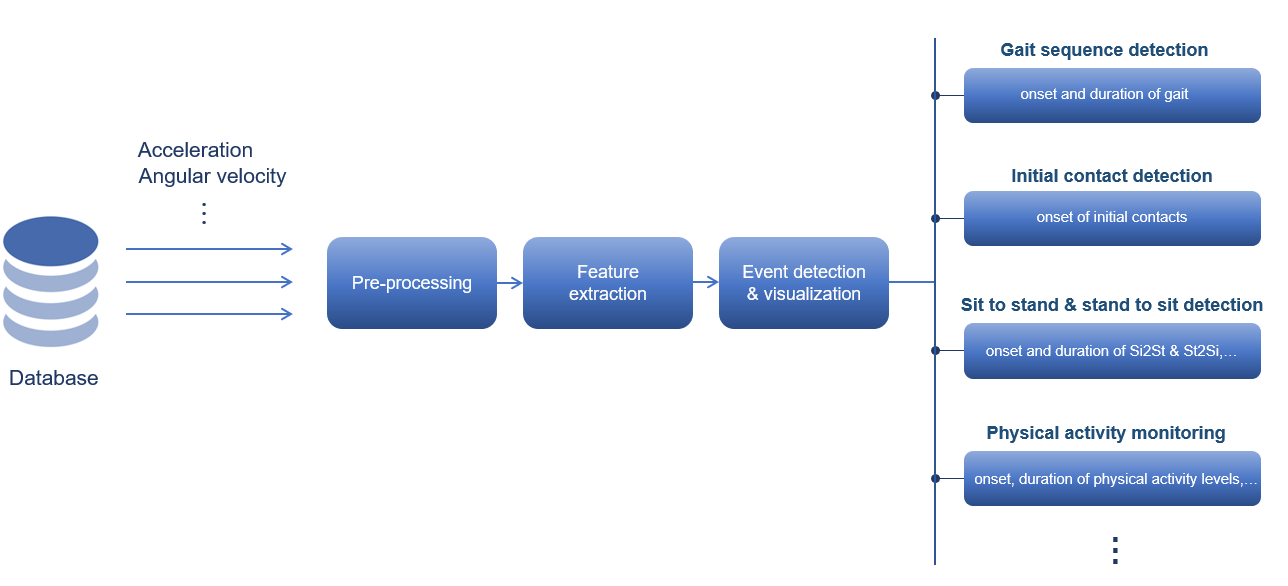 Acceleration
Angular velocity
Database
Pre-processing
Feature
extraction
Event detection
& visualization
Gait sequence detection
onset and duration of gait
Initial contact detection
onset of initial contacts
Sit to stand & stand to sit detection
onset and duration of Si2St & St2Si,...
Physical activity monitoring
onset, duration of physical activity levels,...